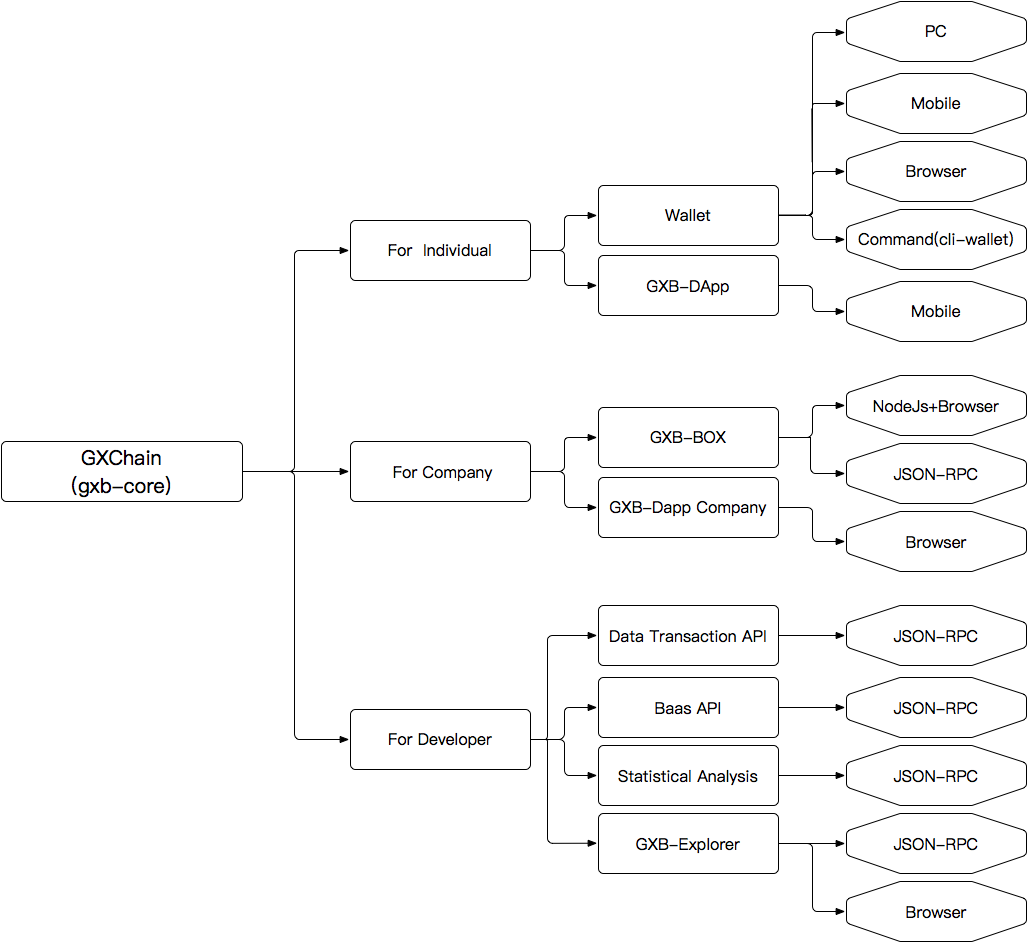 GXChain
(gxb-core)
For Individual
Wallet
PC
Mobile
Browser
Command(cli-wallet)
GXB-DApp
Mobile
For Company
GXB-BOX
NodeJs+Browser
JSON-RPC
GXB-Dapp Company
Browser
For Developer
Data Transaction API
JSON-RPC
Baas API
JSON-RPC
Statistical Analysis
JSON-RPC
GXB-Explorer
JSON-RPC
Browser